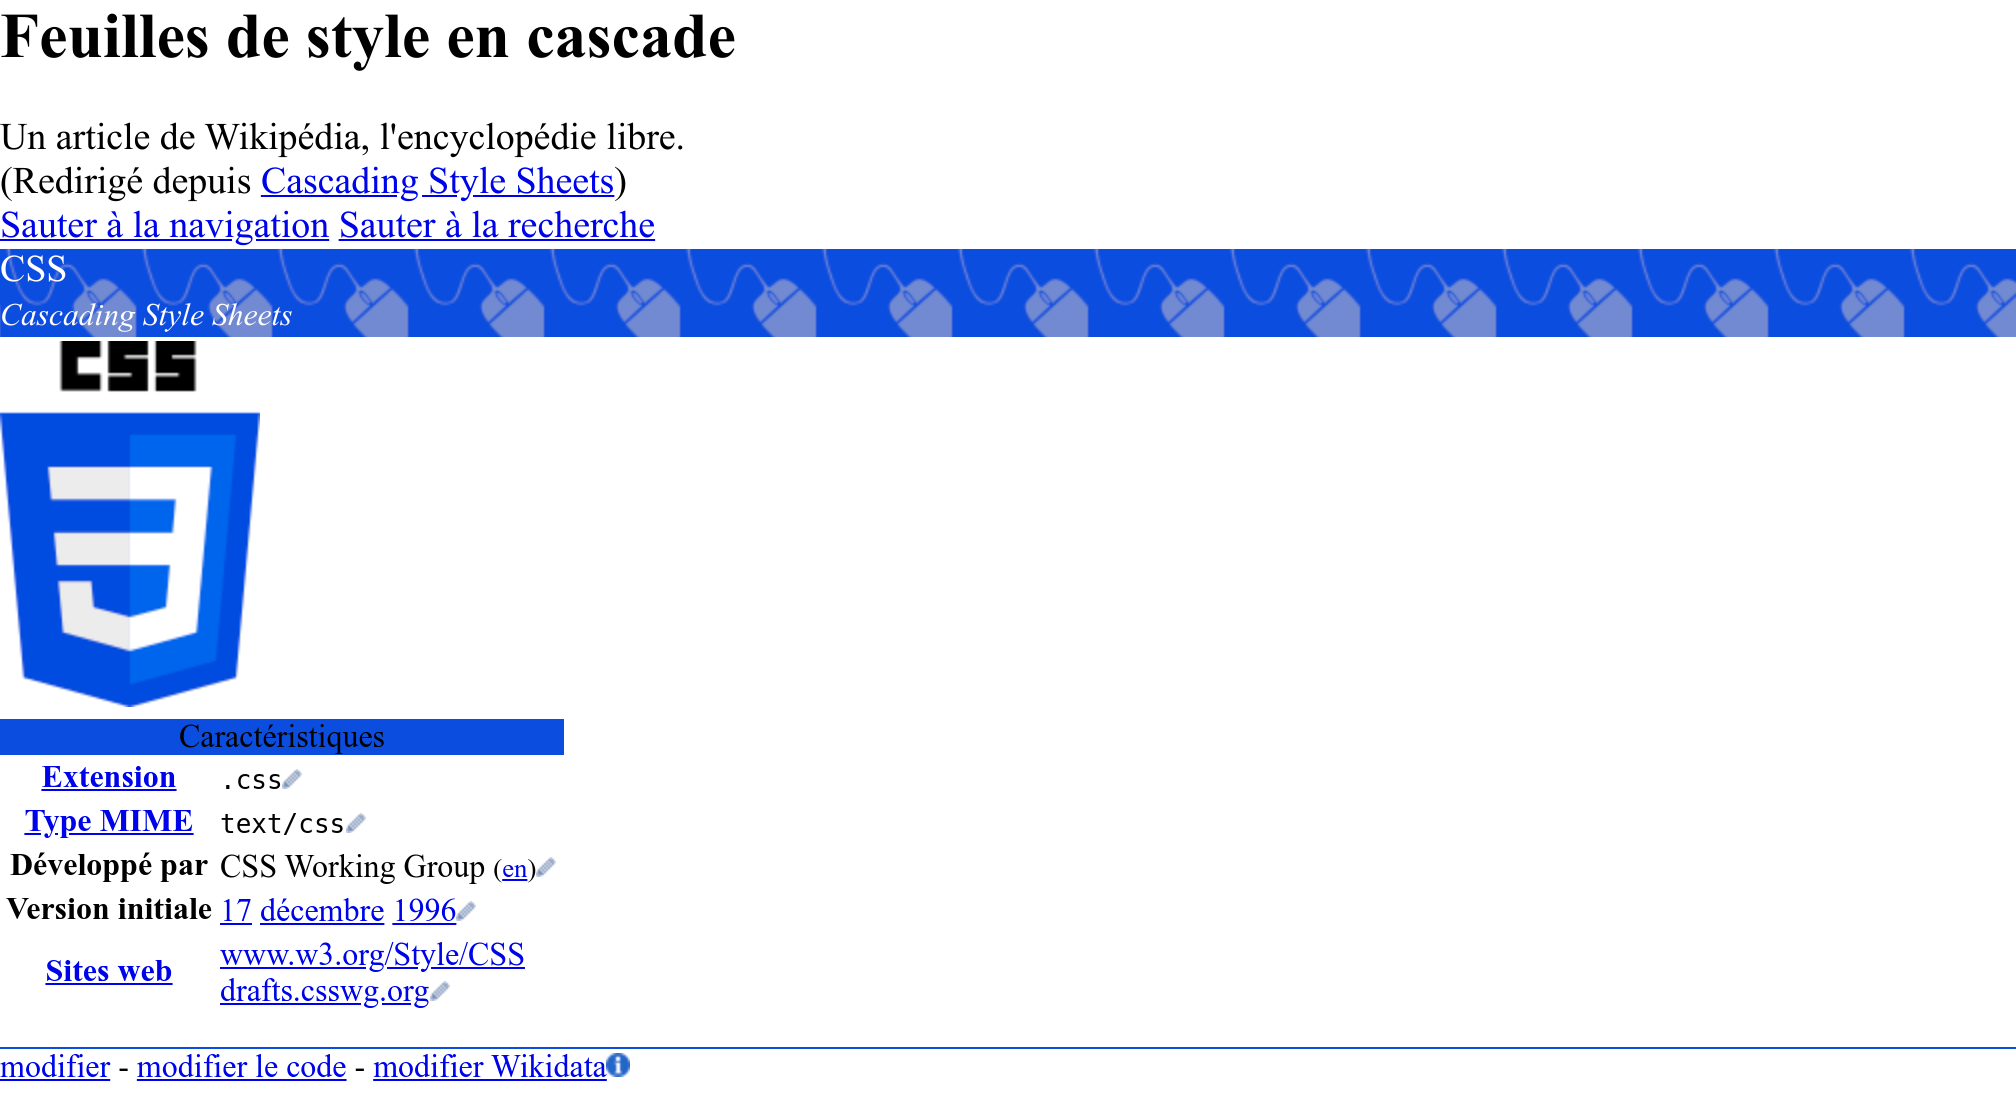 Feuilles de style en cascade
Un article de Wikipédia, l'encyclopédie libre.
(Redirigé depuis Cascading Style Sheets)
Sauter à la navigation Sauter à la recherche
CSS
Cascading Style Sheets
CSS
Caractéristiques
Extension .css
Type MIME text/css
Développé par CSS Working Group (en)
Version initiale 17 décembre 1996
Sites web www.w3.org/Style/CSS
drafts.csswg.org
modifier - modifier le code - modifier Wikidata